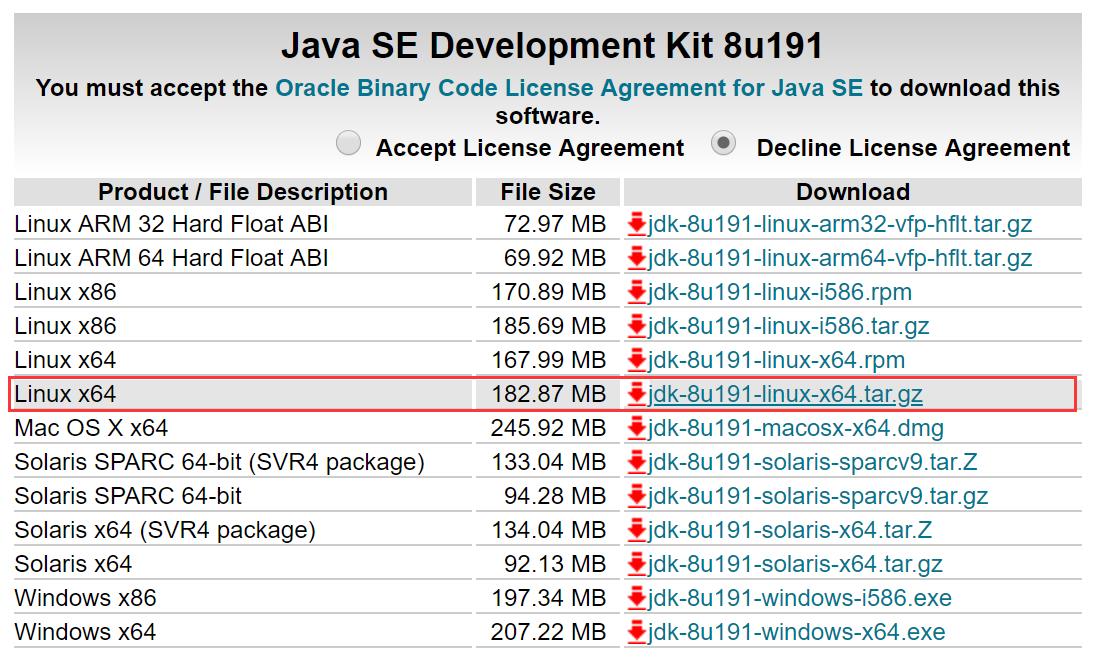 Java SE Development Kit 8u191
You must accept the Oracle Binary Code License Agreement for Java SE to download this
software.
Accept License Agreement Decline License Agreement
Product / File Description File Size Download
Linux ARM 32 Hard Float ABI 72.97 MB jdk-8u191-linux-arm32-vfp-hflt.tar.gz
Linux ARM 64 Hard Float ABI 69.92 MB jdk-8u191-linux-arm64-vfp-hflt.tar.gz
Linux x86 170.89 MB jdk-8u191-linux-i586.rpm
Linux x86 185.69 MB jdk-8u191-linux-i586.tar.gz
Linux x64 167.99 MB jdk-8u191-linux-x64.rpm
Linux x64 182.87 MB jdk-8u191-linux-x64.tar.gz
Mac OS X x64 245.92 MB jdk-8u191-macosx-x64.dmg
Solaris SPARC 64-bit (SVR4 package) 133.04 MB jdk-8u191-solaris-sparcv9.tar.Z
Solaris SPARC 64-bit 94.28 MB jdk-8u191-solaris-sparcv9.tar.gz
Solaris x64 (SVR4 package) 134.04 MB jdk-8u191-solaris-x64.tar.Z
Solaris x64 92.13 MB jdk-8u191-solaris-x64.tar.gz
Windows x86 197.34 MB jdk-8u191-windows-i586.exe
Windows x64 207.22 MB jdk-8u191-windows-x64.exe